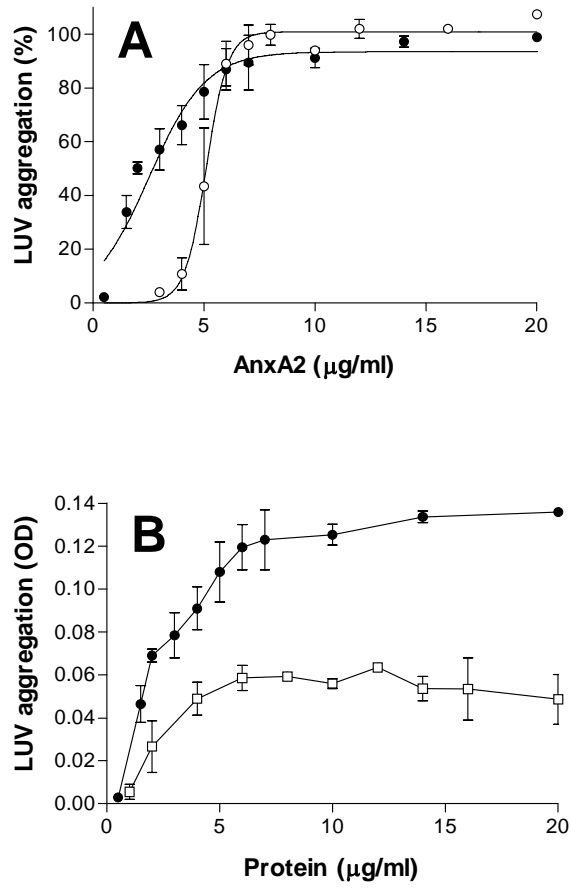 A
LUV aggregation (%)
100
80
60
40
20
0
0 5 10 15 20
AnxA2 (μg/ml)
B
LUV aggregation (OD)
0.14
0.12
0.10
0.08
0.06
0.04
0.02
0.00
0 5 10 15 20
Protein (μg/ml)